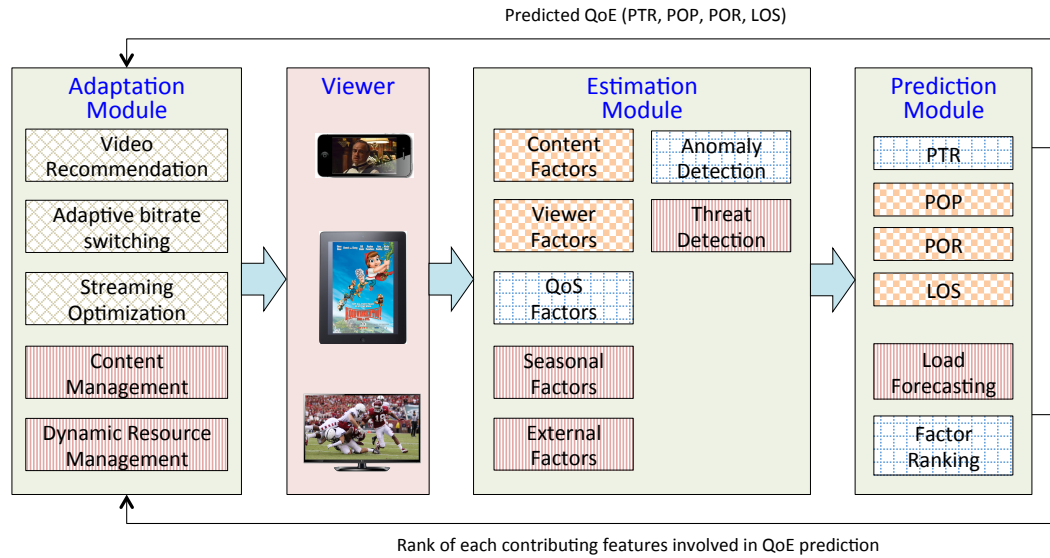 Predicted QoE (PTR, POP, POR, LOS)
Adaptation
Module
Video
Recommendation
Adaptive bitrate
switching
Streaming
Optimization
Content
Management
Dynamic Resource
Management
Viewer
Estimation
Module
Content
Factors
Viewer
Factors
QoS
Factors
Seasonal
Factors
External
Factors
Anomaly
Detection
Threat
Detection
Prediction
Module
PTR
POP
POR
LOS
Load
Forecasting
Factor
Ranking
Rank of each contributing features involved in QoE prediction